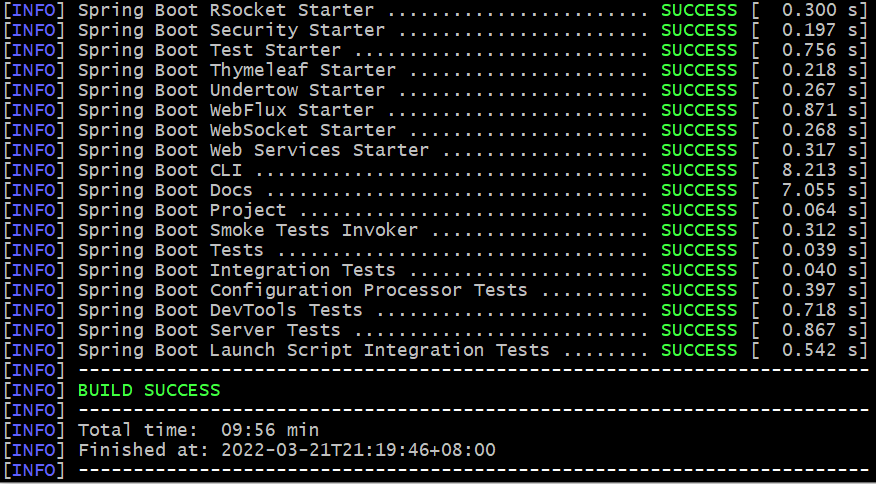 [INFO] Spring Boot RSocket Starter ........................ SUCCESS [  0.300 s]
[INFO] Spring Boot Security Starter ....................... SUCCESS [  0.197 s]
[INFO] Spring Boot Test Starter ........................... SUCCESS [  0.756 s]
[INFO] Spring Boot Thymeleaf Starter ...................... SUCCESS [  0.218 s]
[INFO] Spring Boot Undertow Starter ....................... SUCCESS [  0.267 s]
[INFO] Spring Boot WebFlux Starter ........................ SUCCESS [  0.871 s]
[INFO] Spring Boot WebSocket Starter ...................... SUCCESS [  0.268 s]
[INFO] Spring Boot Web Services Starter ................... SUCCESS [  0.317 s]
[INFO] Spring Boot CLI .................................... SUCCESS [  8.213 s]
[INFO] Spring Boot Docs ................................... SUCCESS [  7.055 s]
[INFO] Spring Boot Project ................................ SUCCESS [  0.064 s]
[INFO] Spring Boot Smoke Tests Invoker .................... SUCCESS [  0.312 s]
[INFO] Spring Boot Tests .................................. SUCCESS [  0.039 s]
[INFO] Spring Boot Integration Tests ...................... SUCCESS [  0.040 s]
[INFO] Spring Boot Configuration Processor Tests .......... SUCCESS [  0.397 s]
[INFO] Spring Boot DevTools Tests ......................... SUCCESS [  0.718 s]
[INFO] Spring Boot Server Tests ........................... SUCCESS [  0.867 s]
[INFO] Spring Boot Launch Script Integration Tests ........ SUCCESS [  0.542 s]
[INFO] ------------------------------------------------------------------------
[INFO] BUILD SUCCESS
[INFO] ------------------------------------------------------------------------
[INFO] Total time:  09:56 min
[INFO] Finished at: 2022-03-21T21:19:46+08:00
[INFO] ------------------------------------------------------------------------